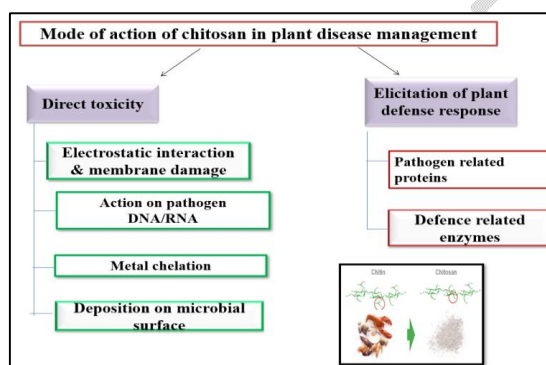 Mode of action of chitosan in plant disease management
Direct toxicity
Electrostatic interaction
& membrane damage
Action on pathogen
DNA/RNA
Metal chelation
Deposition on microbial
surface
Elicitation of plant
defense response
Pathogen related
proteins
Defence related
enzymes
Chitin
Chitosan